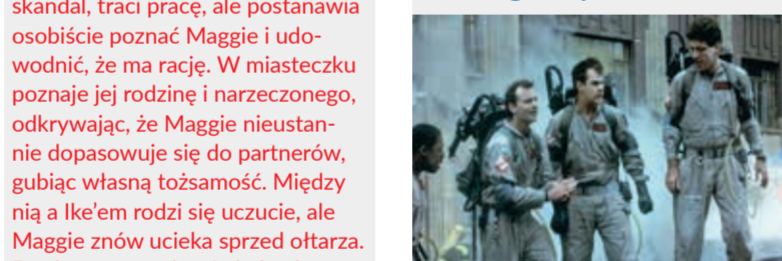 skandal, traci pracę, ale postanawia
osobiście poznać Maggie i udo-
wodnić, że ma rację. W miasteczku
poznaje jej rodzinę i narzeczonego,
odkrywając, że Maggie nieustan-
nie dopasowuje się do partnerów,
gubiąc własną tożsamość. Między
nią a Ike'em rodzi się uczucie, ale
Maggie znów ucieka sprzed ołtarza.